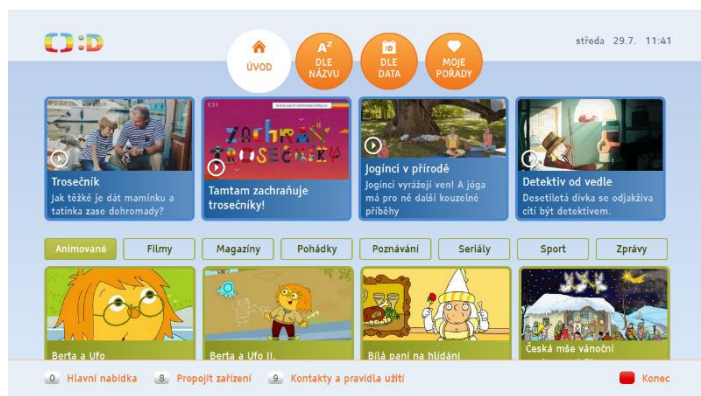 :D
středa 29.7. 11:41
ÚVOD
AZ
DLE
NÁZVU
:D
DLE
DATA
MOJE
POŘADY
ZACHRAŇ
TROSEČNÍKY
Trosečník
Jak těžké je dát maminku a
tatínka zase dohromady?
Tamtam zachraňuje
trosečníky!
Jogínci v přírodě
Jogínci vyrážejí ven! A jóga
má pro ně další kouzelné
příběhy
Detektiv od vedle
Desetiletá dívka se odjakživa
cítí být detektivem.
Animované
Filmy
Magazíny
Pohádky
Poznávání
Seriály
Sport
Zprávy
Berta a Ufo
Berta a Ufo II.
Bílá paní na hlídání
Česká mše vánoční
0 Hlavní nabídka
8 Propojit zařízení
9 Kontakty a pravidla užití
Konec